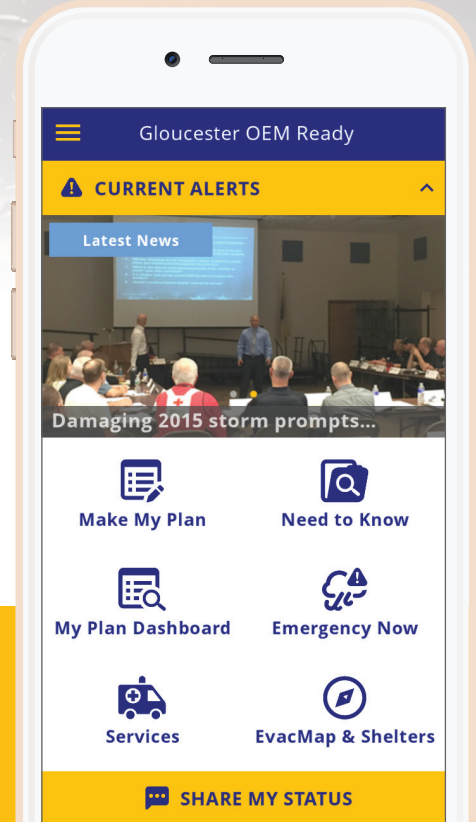 Gloucester OEM Ready
CURRENT ALERTS
Latest News
Damaging 2015 storm prompts...
Make My Plan
Need to Know
My Plan Dashboard
Emergency Now
Services
EvacMap & Shelters
SHARE MY STATUS